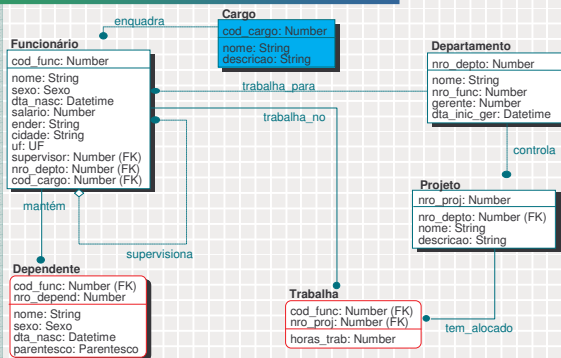 enquadra
Cargo
cod_cargo: Number
nome: String
descricao: String
Funcionário
cod_func: Number
nome: String
sexo: Sexo
dta_nasc: Datetime
salario: Number
ender: String
cidade: String
uf: UF
supervisor: Number (FK)
nro_depto: Number (FK)
cod_cargo: Number (FK)
Departamento
nro_depto: Number
nome: String
nro_func: Number
gerente: Number
dta_inic_ger: Datetime
trabalha_para
trabalha_no
controla
Projeto
nro_proj: Number
nro_depto: Number (FK)
nome: String
descricao: String
mantém
supervisiona
Dependente
cod_func: Number (FK)
nro_depend: Number
nome: String
sexo: Sexo
dta_nasc: Datetime
parentesco: Parentesco
Trabalha
cod_func: Number (FK)
nro_proj: Number (FK)
horas_trab: Number
tem_alocado